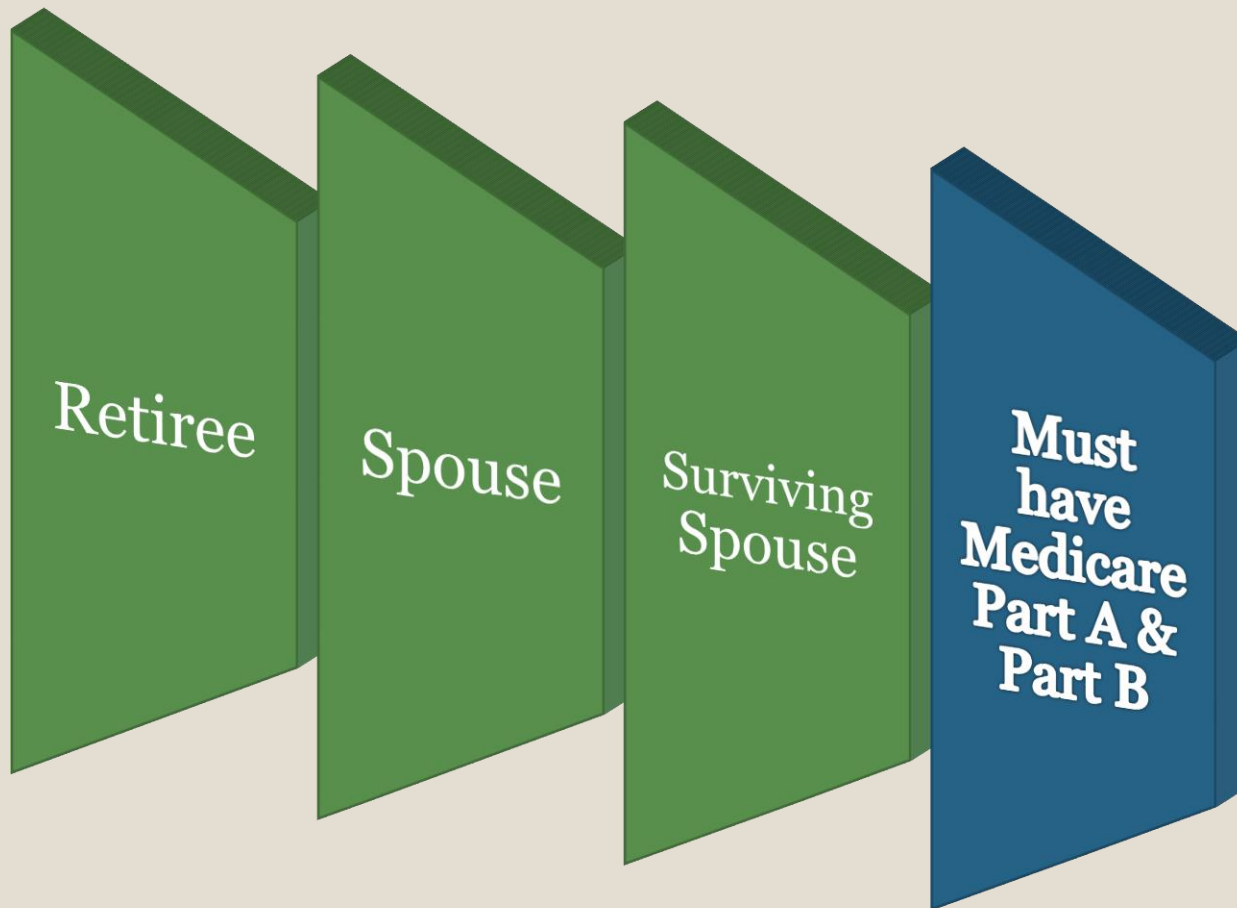 Retiree
Spouse
Surviving
Spouse
Must
have
Medicare
Part A &
Part B